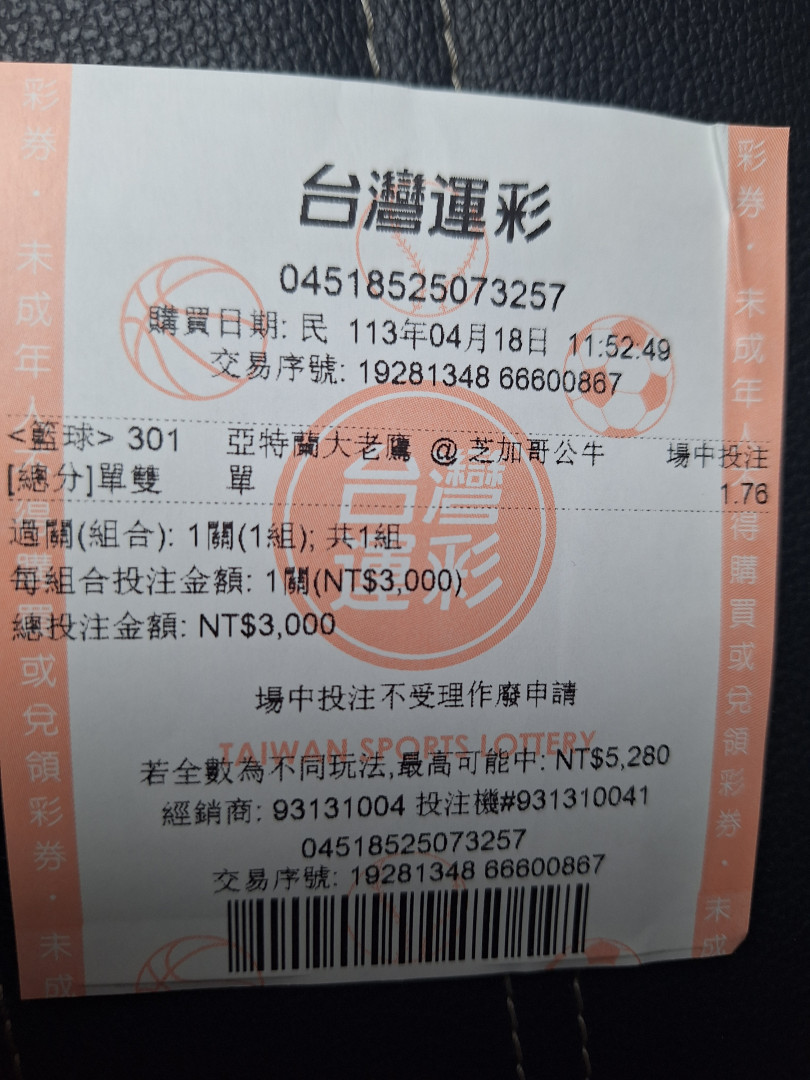 台灣運彩
04518525073257
購買日期: 民 113年04月18日 11:52:49
交易序號: 19281348 66600867
<籃球> 301 亞特蘭大老鷹 @ 芝加哥公牛 場中投注
[總分]單雙 單 1.76
過關(組合): 1關(1組); 共1組
每組合投注金額: 1關(NT$3,000)
總投注金額: NT$3,000
台灣
運彩
場中投注不受理作廢申請
TAIWAN SPORTS LOTTERY
若全數為不同玩法,最高可能中: NT$5,280
經銷商: 93131004 投注機#931310041
04518525073257
交易序號: 19281348 66600867
彩券・未成年人不得購買或兌領彩券・未成
彩券・未成年人不得購買或兌領彩券・未成